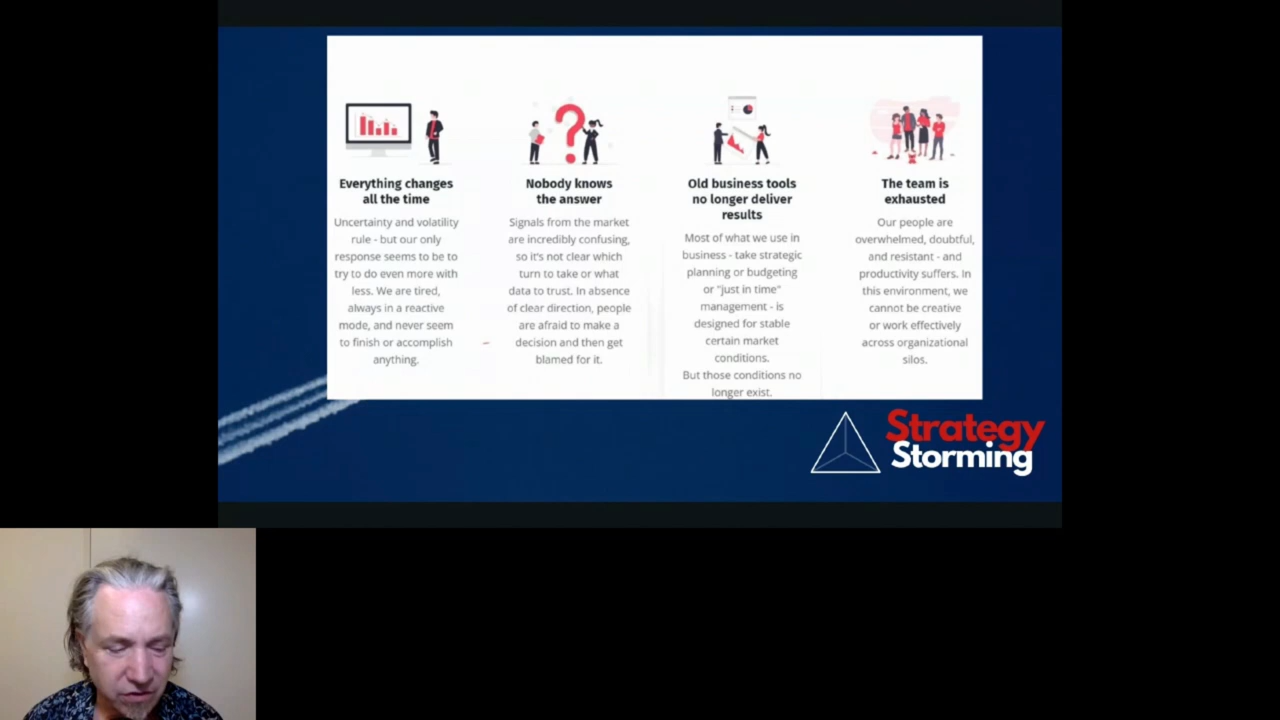 Everything changes
all the time
Uncertainty and volatility
rule - but our only
response seems to be to
try to do even more with
less. We are tired,
always in a reactive
mode, and never seem
to finish or accomplish
anything.
Nobody knows
the answer
Signals from the market
are incredibly confusing,
so it's not clear which
turn to take or what
data to trust. In absence
of clear direction, people
are afraid to make a
decision and then get
blamed for it.
Old business tools
no longer deliver
results
Most of what we use in
business - take strategic
planning or budgeting
or "just in time"
management - is
designed for stable
certain market
conditions.
But those conditions no
longer exist.
The team is
exhausted
Our people are
overwhelmed, doubtful,
and resistant - and
productivity suffers. In
this environment, we
cannot be creative
or work effectively
across organizational
silos.
Strategy
Storming